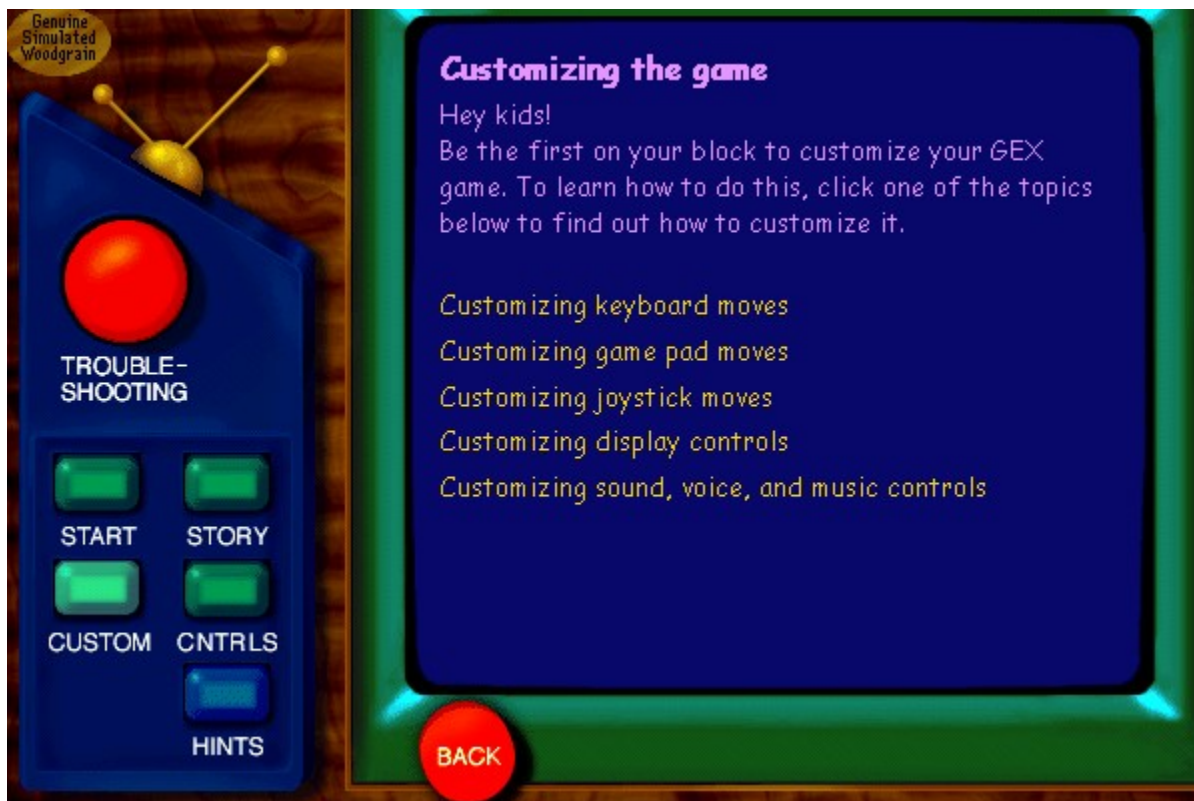 Genuine
Simulated
Woodgrain
TROUBLE-
SHOOTING
START
STORY
CUSTOM
CNTRLS
HINTS
Customizing the game
Hey kids!
Be the first on your block to customize your GEX
game. To learn how to do this, click one of the topics
below to find out how to customize it.
Customizing keyboard moves
Customizing game pad moves
Customizing joystick moves
Customizing display controls
Customizing sound, voice, and music controls
BACK